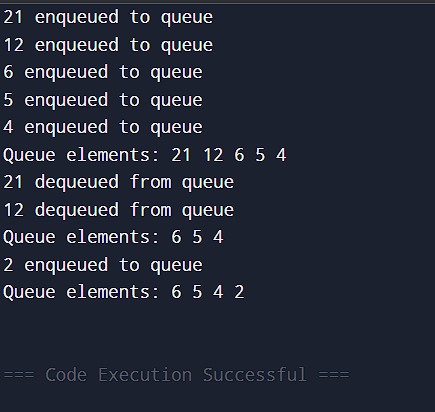 21 enqueued to queue
12 enqueued to queue
6 enqueued to queue
5 enqueued to queue
4 enqueued to queue
Queue elements: 21 12 6 5 4
21 dequeued from queue
12 dequeued from queue
Queue elements: 6 5 4
2 enqueued to queue
Queue elements: 6 5 4 2
=== Code Execution Successful ===